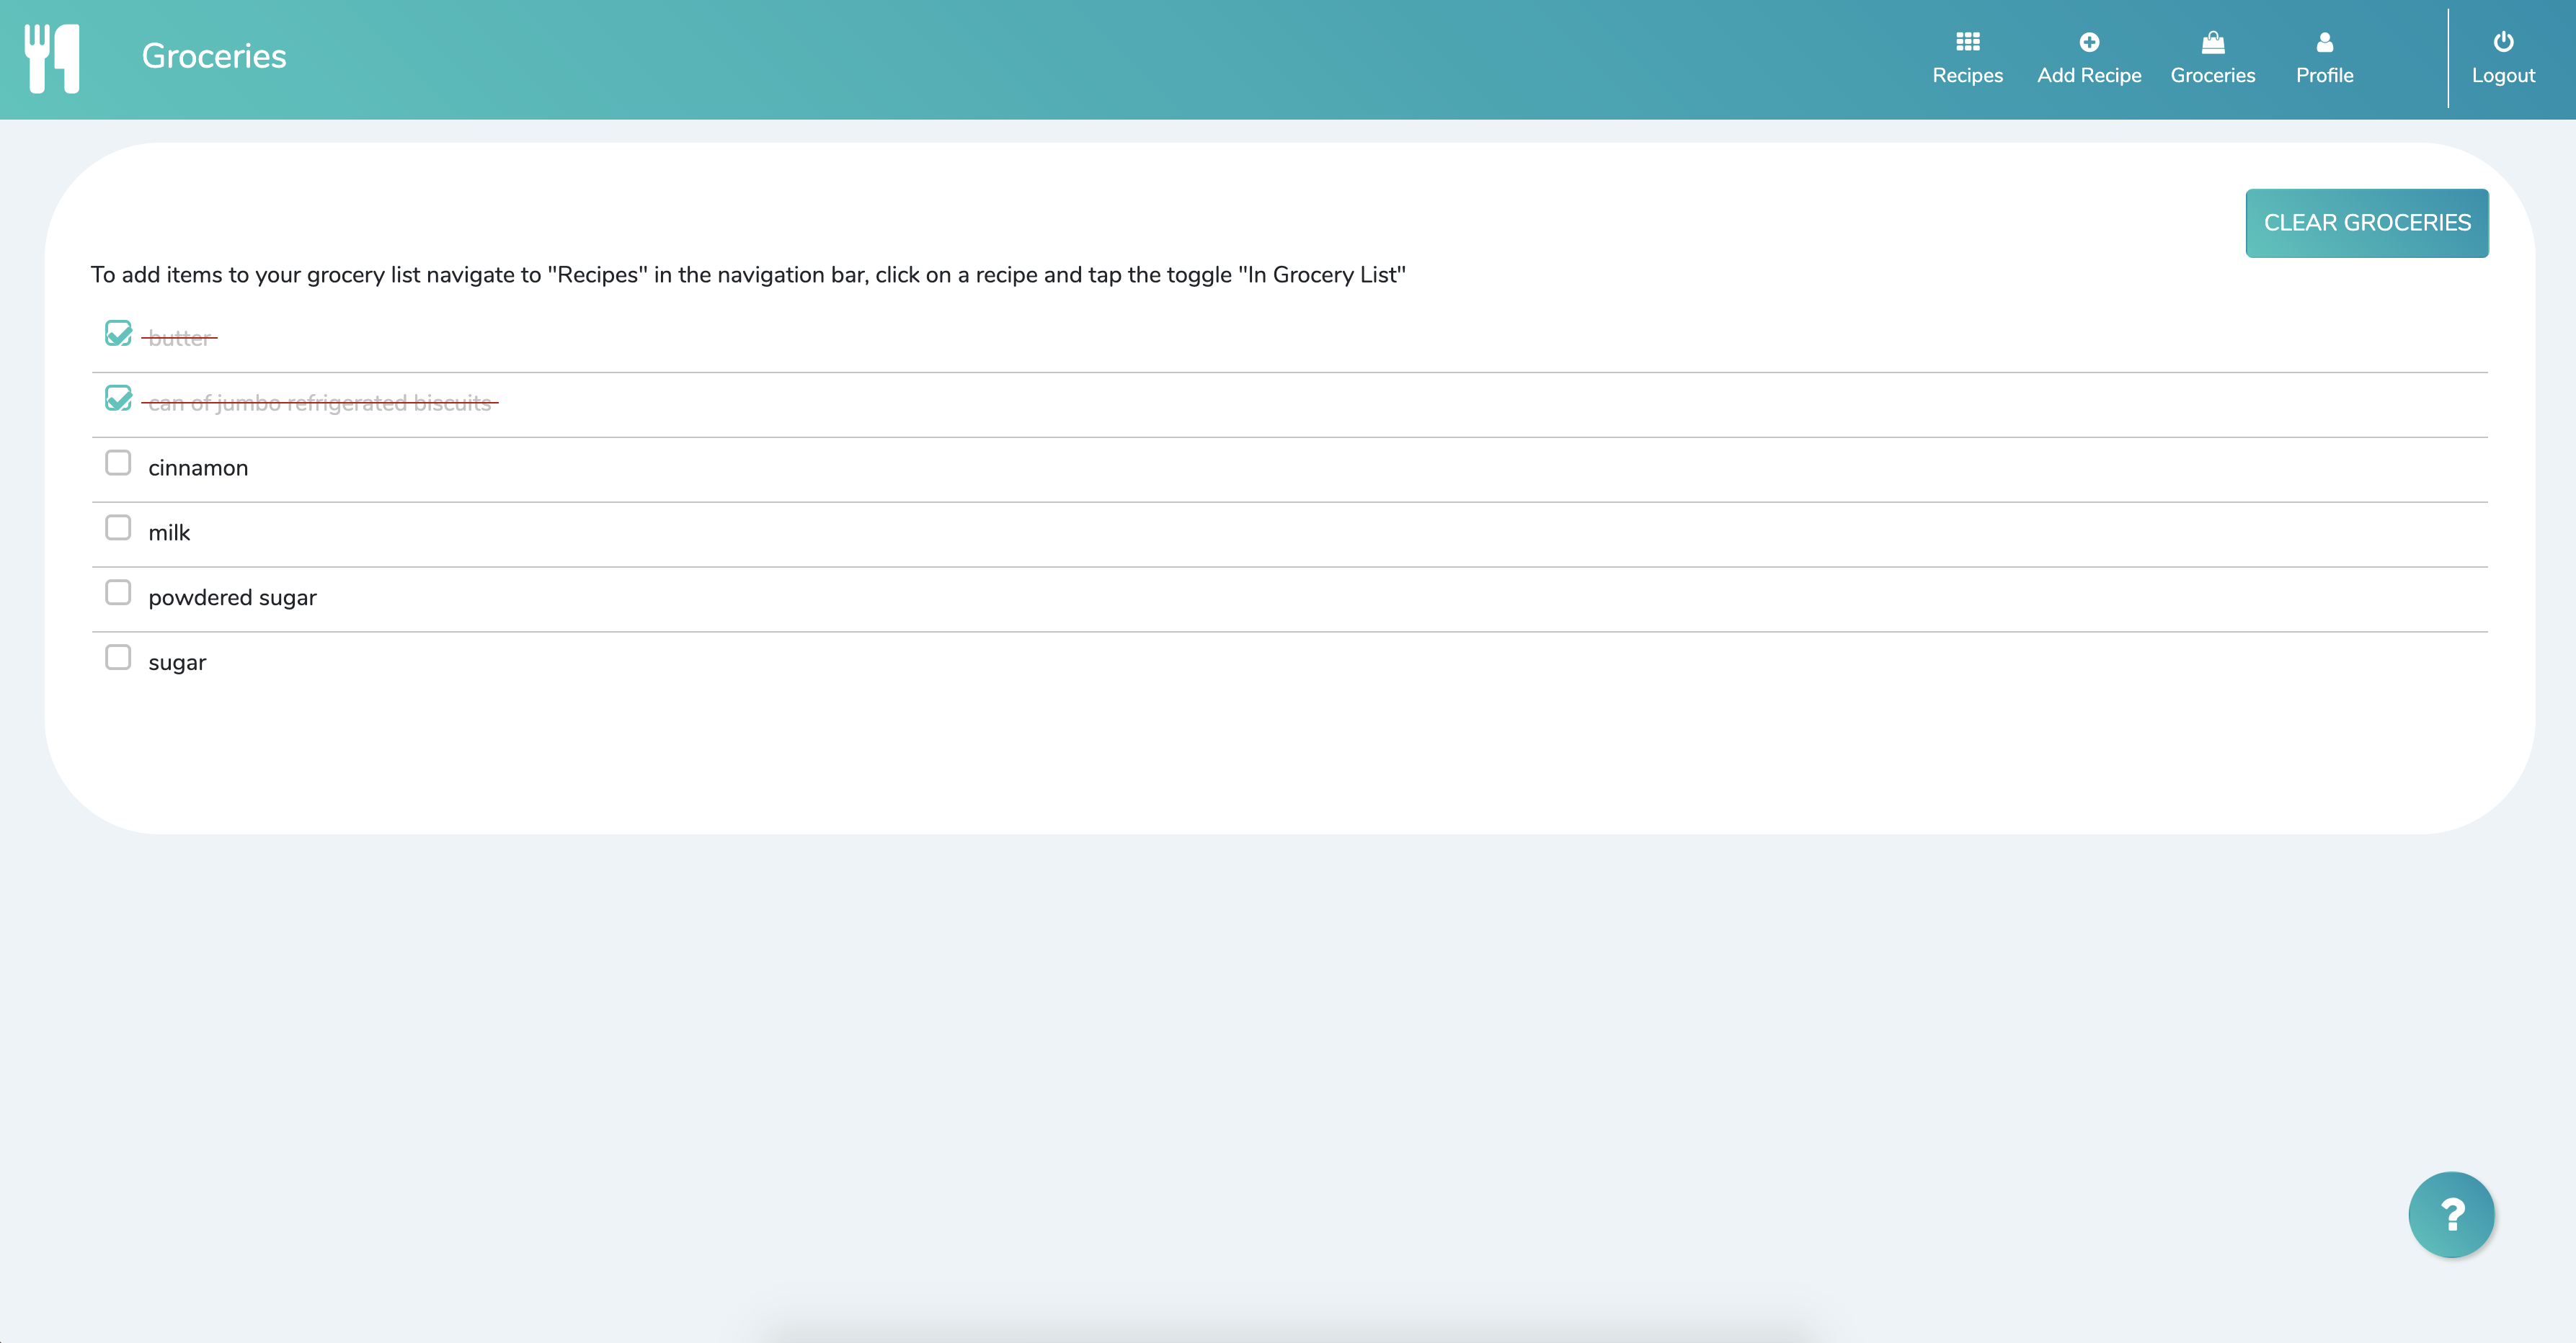 Groceries
Recipes
Add Recipe
Groceries
Profile
Logout
CLEAR GROCERIES
To add items to your grocery list navigate to "Recipes" in the navigation bar, click on a recipe and tap the toggle "In Grocery List"
butter
can of jumbo refrigerated biscuits
cinnamon
milk
powdered sugar
sugar
?